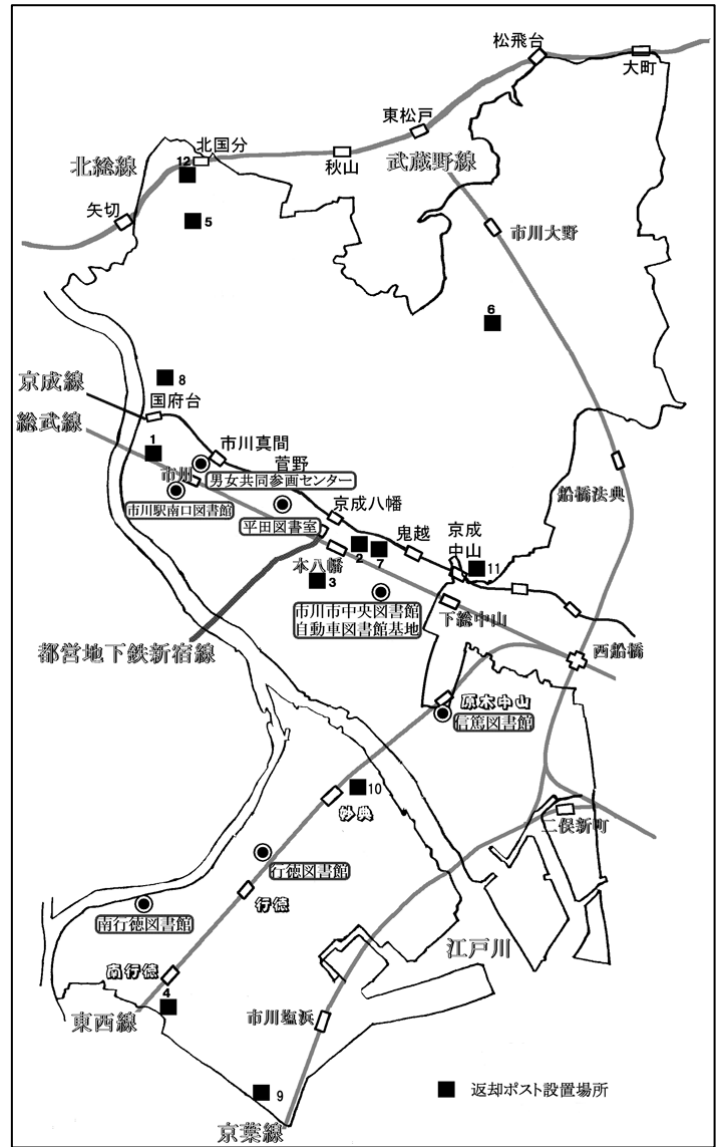 松飛台
大町
東松戸
北国分
秋山
武蔵野線
北総線
12
矢切
5
市川大野
6
京成線
8
国府台
総武線
1
市川真間
菅野
市川
男女共同参画センター
市川駅南口図書館
平田図書室
京成八幡
鬼越
京成
中山
船橋法典
2
7
11
本八幡
3
市川市中央図書館
自動車図書館基地
下総中山
都営地下鉄新宿線
西船橋
原木中山
信篤図書館
10
妙典
二俣新町
行徳図書館
行徳
南行徳図書館
江戸川
南行徳
4
東西線
市川塩浜
9
返却ポスト設置場所
京葉線